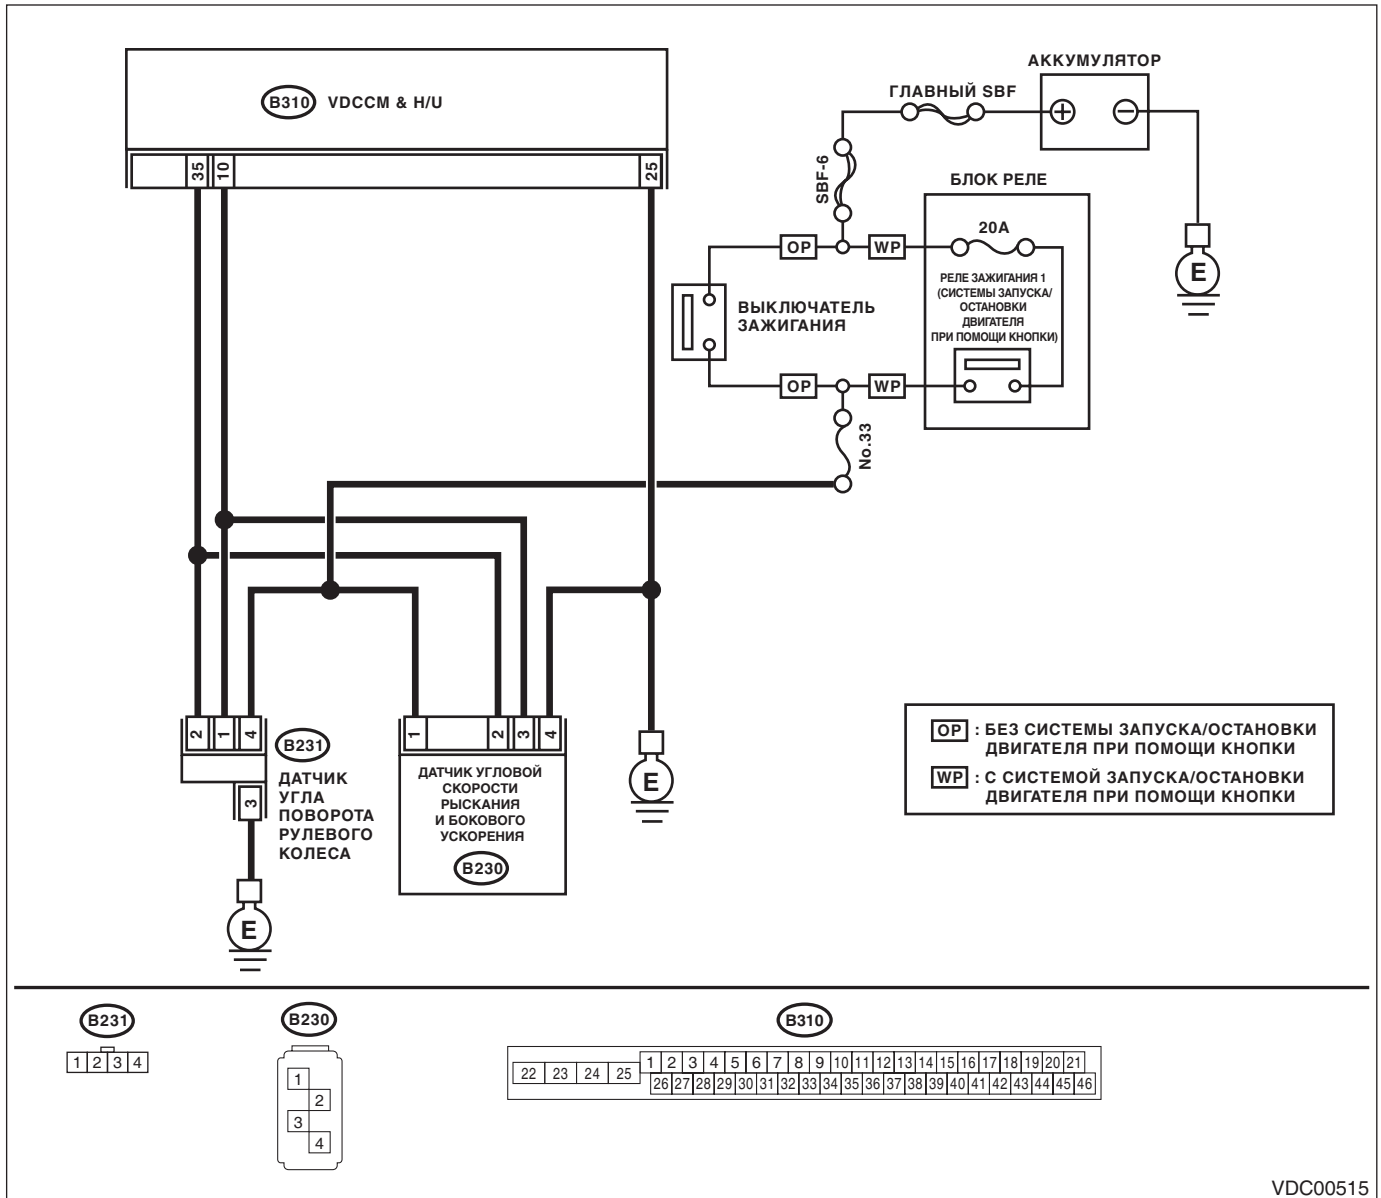 B310 VDCCM & H/U
35 10 25
АККУМУЛЯТОР
ГЛАВНЫЙ SBF
SBF-6
БЛОК РЕЛЕ
OP WP
20A
РЕЛЕ ЗАЖИГАНИЯ 1
(СИСТЕМЫ ЗАПУСКА/
ОСТАНОВКИ
ДВИГАТЕЛЯ
ПРИ ПОМОЩИ КНОПКИ)
ВЫКЛЮЧАТЕЛЬ
ЗАЖИГАНИЯ
OP WP
No.33
E
2 1 4
B231
ДАТЧИК
УГЛА
ПОВОРОТА
РУЛЕВОГО
КОЛЕСА
3
E
1 2 3 4
ДАТЧИК УГЛОВОЙ
СКОРОСТИ
РЫСКАНИЯ
И БОКОВОГО
УСКОРЕНИЯ
B230
E
OP : БЕЗ СИСТЕМЫ ЗАПУСКА/ОСТАНОВКИ
ДВИГАТЕЛЯ ПРИ ПОМОЩИ КНОПКИ
WP : С СИСТЕМОЙ ЗАПУСКА/ОСТАНОВКИ
ДВИГАТЕЛЯ ПРИ ПОМОЩИ КНОПКИ
B231
1 2 3 4
B230
1
2
3
4
B310
22 23 24 25
1 2 3 4 5 6 7 8 9 10 11 12 13 14 15 16 17 18 19 20 21
26 27 28 29 30 31 32 33 34 35 36 37 38 39 40 41 42 43 44 45 46
VDC00515